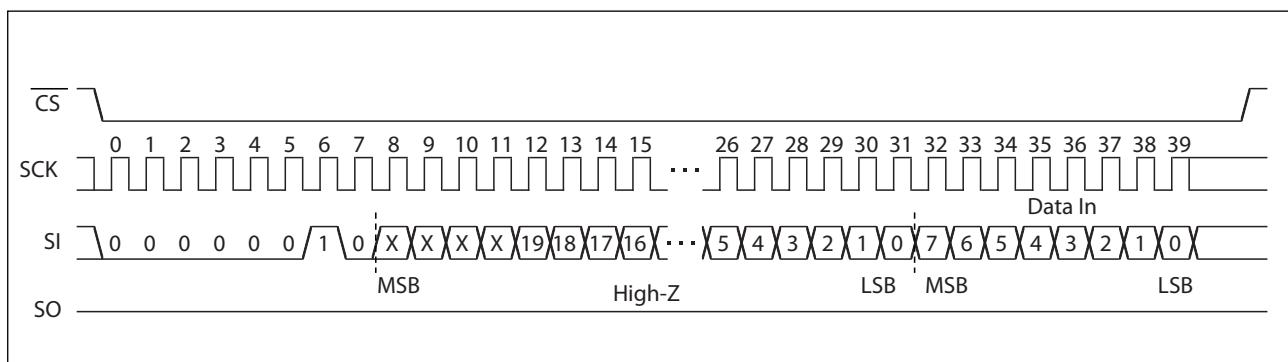 CS
0 1 2 3 4 5 6 7 8 9 10 11 12 13 14 15 26 27 28 29 30 31 32 33 34 35 36 37 38 39
SCK ···
Data In
SI 0 0 0 0 0 0 1 0 X X X X 19 18 17 16 ··· 5 4 3 2 1 0 7 6 5 4 3 2 1 0
MSB High-Z LSB MSB LSB
SO